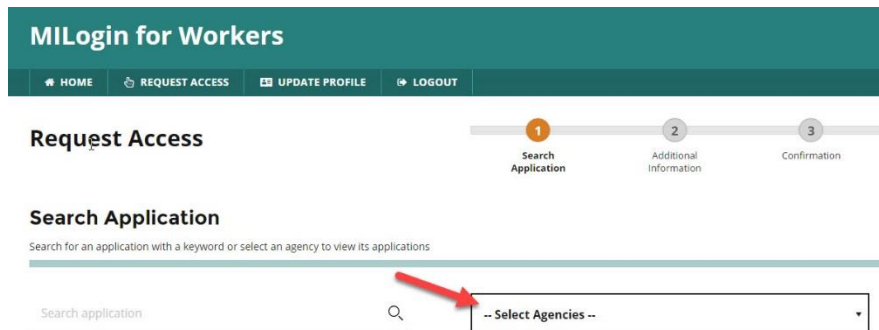 MILogin for Workers
HOME REQUEST ACCESS UPDATE PROFILE LOGOUT
Request Access
1 2 3
Search Application
Additional Information
Confirmation
Search Application
Search for an application with a keyword or select an agency to view its applications
Search application
-- Select Agencies --